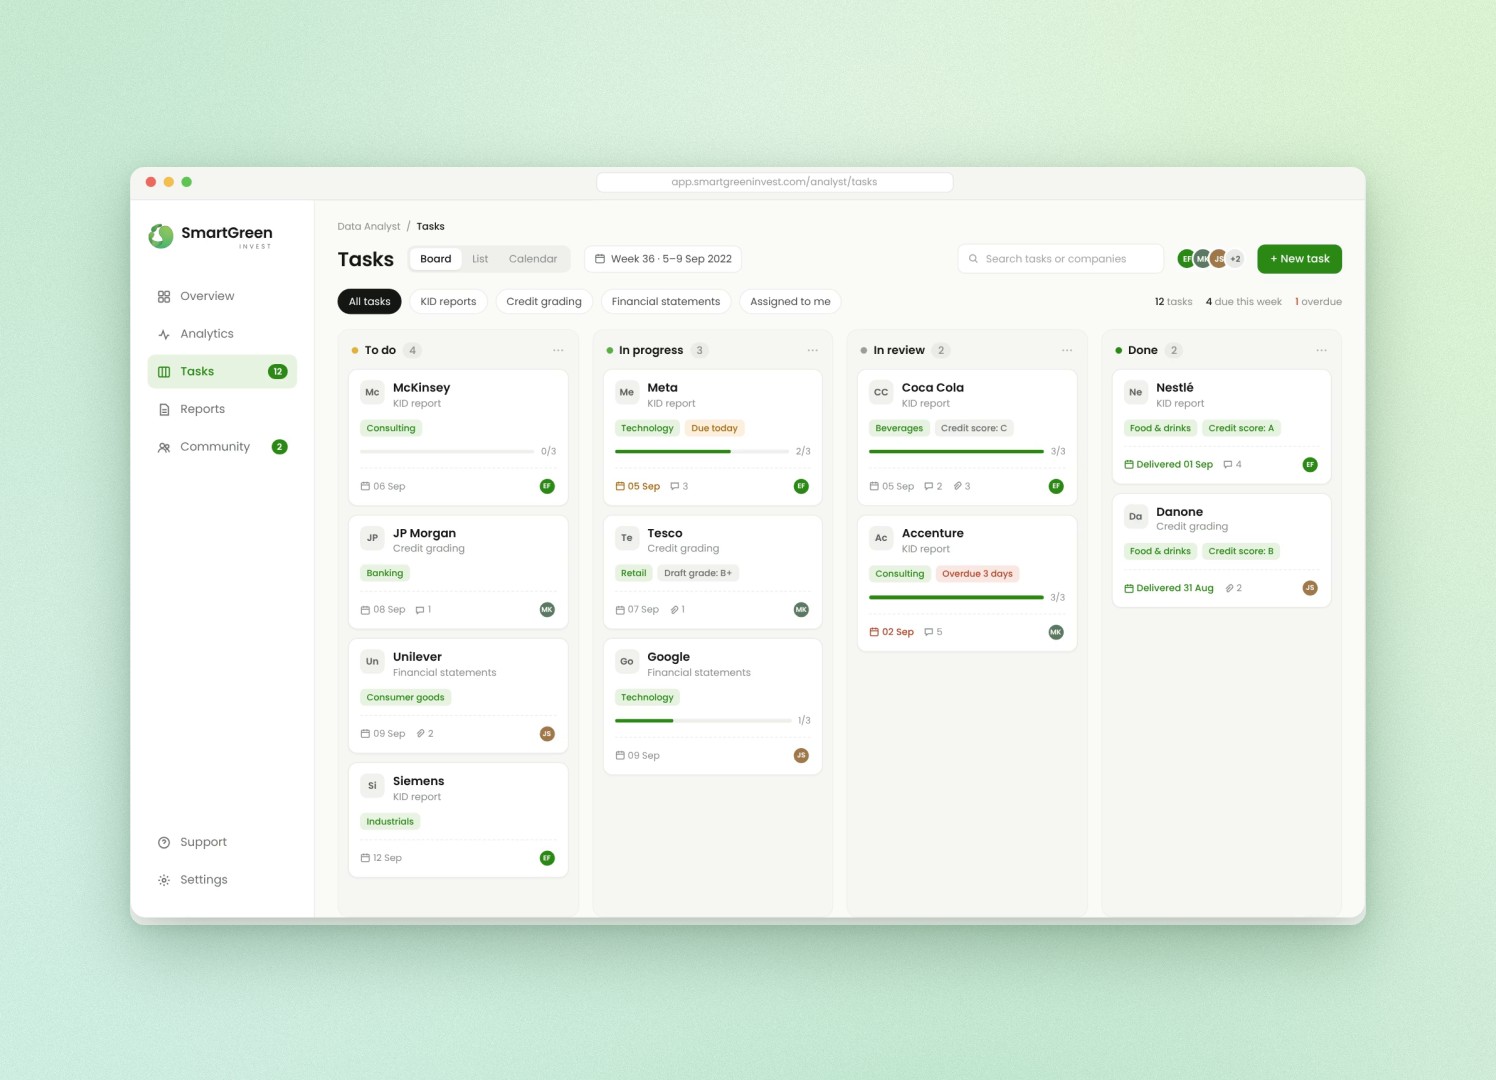 app.smartgreeninvest.com/analyst/tasks
SmartGreen
INVEST
Overview
Analytics
Tasks 12
Reports
Community 2
Support
Settings
Data Analyst / Tasks
Tasks Board List Calendar Week 36 · 5–9 Sep 2022 Search tasks or companies EF MK JS +2 + New task
All tasks KID reports Credit grading Financial statements Assigned to me 12 tasks 4 due this week 1 overdue
To do 4 ···
Mc McKinsey
KID report
Consulting
0/3
06 Sep EF
JP JP Morgan
Credit grading
Banking
08 Sep 1 MK
Un Unilever
Financial statements
Consumer goods
09 Sep 2 JS
Si Siemens
KID report
Industrials
12 Sep EF
In progress 3 ···
Me Meta
KID report
Technology Due today
2/3
05 Sep 3 EF
Te Tesco
Credit grading
Retail Draft grade: B+
07 Sep 1 MK
Go Google
Financial statements
Technology
1/3
09 Sep JS
In review 2 ···
CC Coca Cola
KID report
Beverages Credit score: C
3/3
05 Sep 2 3 EF
Ac Accenture
KID report
Consulting Overdue 3 days
3/3
02 Sep 5 MK
Done 2 ···
Ne Nestlé
KID report
Food & drinks Credit score: A
Delivered 01 Sep 4 EF
Da Danone
Credit grading
Food & drinks Credit score: B
Delivered 31 Aug 2 JS